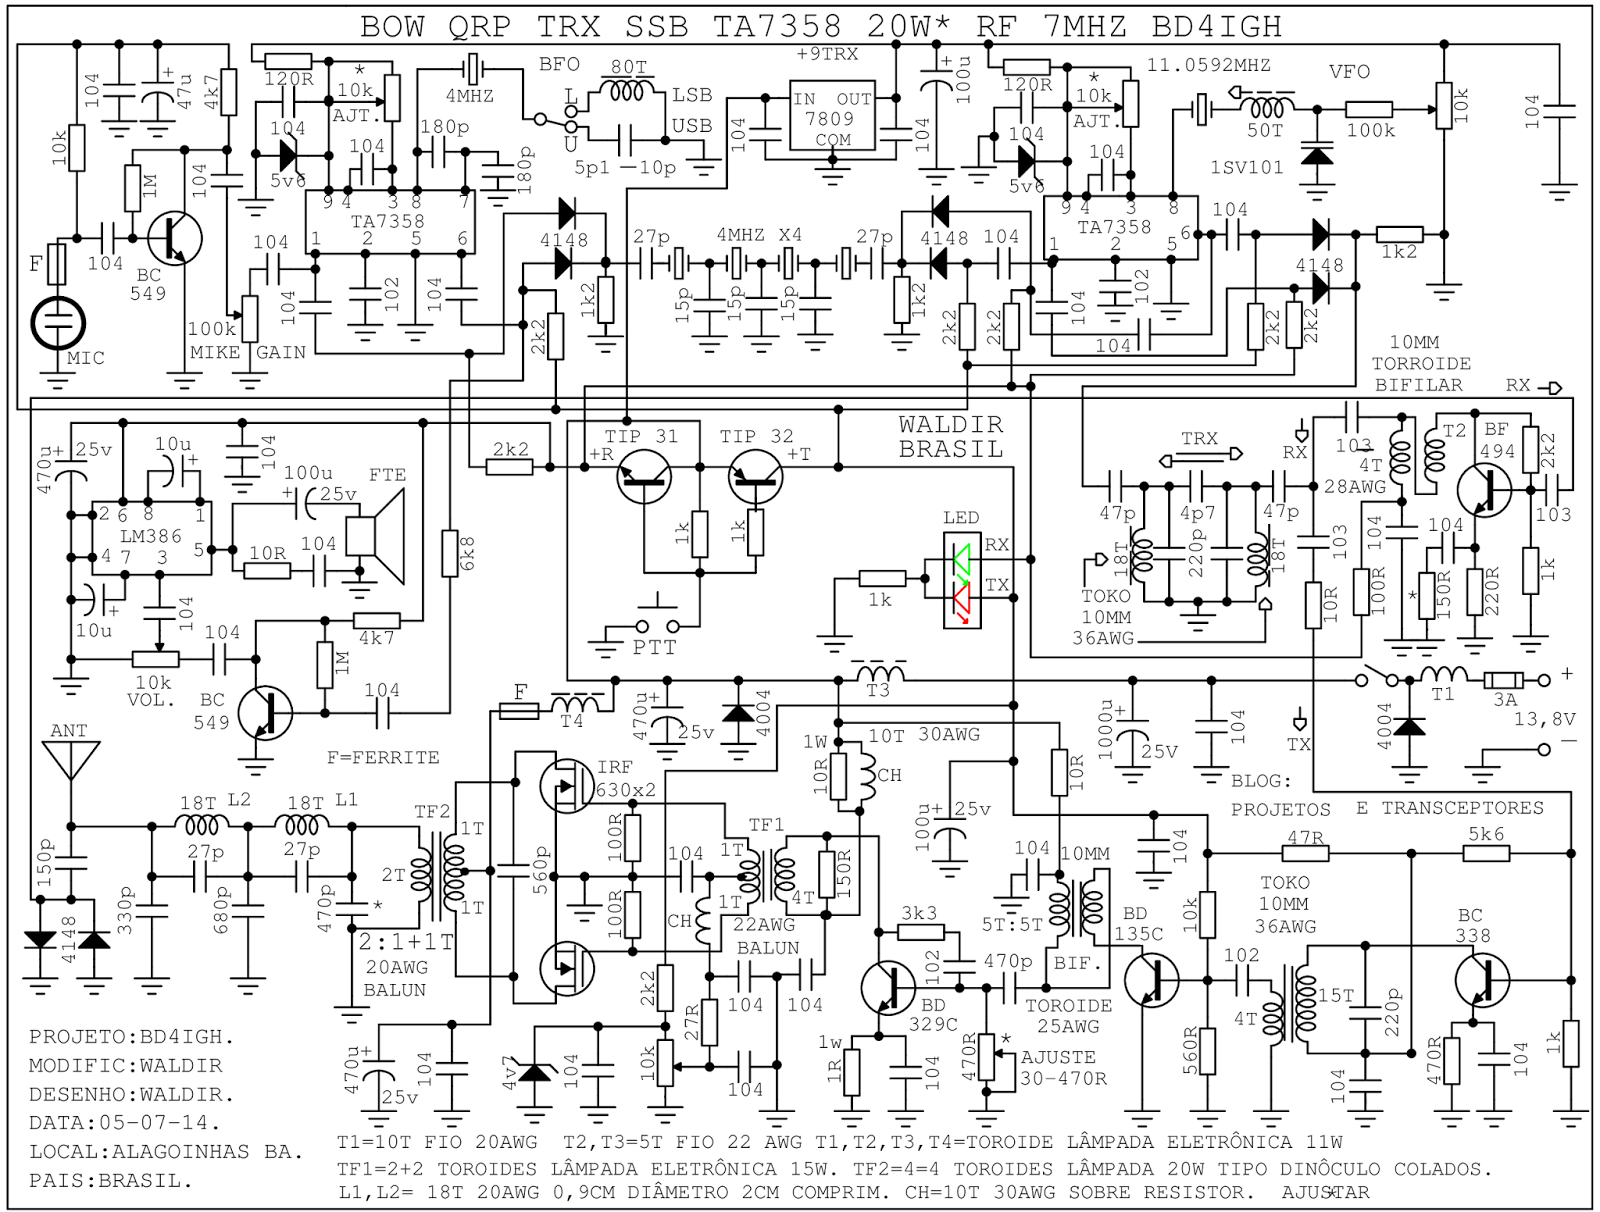 BOW QRP TRX SSB TA7358 20W* RF 7MHZ BD4IGH
104
47u
+
4k7
10k
120R
*
10k
AJT.
104
5v6
104
4MHZ
180p
180p
BFO
L
U
80T
LSB
USB
5p1 -10p
+9TRX
IN OUT
7809
COM
104
104
+
100u
120R
*
10k
AJT.
104
5v6
104
11.0592MHZ
50T
VFO
100k
1SV101
10k
104
1M
104
F
104
BC
549
MIC
100k
MIKE GAIN
104
104
9 4 3 8 7
TA7358
1 2 5 6
102
104
4148
2k2
1k2
27p
4MHZ X4
27p
15p
15p
15p
4148
1k2
104
2k2
2k2
9 4 3 8
TA7358
1 2 5
6
102
104
104
104
4148
1k2
2k2
2k2
10MM
TORROIDE
BIFILAR
RX
470u
+
25v
10u
+
104
100u
+
25v
FTE
2 6 8 1
LM386
4 7 3
5
10R
104
10u
+
104
104
10k
VOL.
4k7
1M
BC
549
104
6k8
2k2
TIP 31
+R
TIP 32
+T
1k
1k
PTT
WALDIR
BRASIL
LED
RX
TX
1k
TRX
RX
47p
4p7
47p
18T
220p
18T
TOKO
10MM
36AWG
103
4T
28AWG
T2
BF
494
2k2
103
104
104
103
10R
100R
*
150R
220R
1k
ANT
F=FERRITE
F
T4
470u
+
25v
4004
T3
1W
10R
10T
30AWG
CH
10R
1000u
+
25V
104
TX
4004
T1
3A
+
13,8V
-
BLOG:
PROJETOS E TRANSCEPTORES
18T L2
18T L1
27p
27p
150p
4148
330p
680p
470p
*
TF2
2T
1T
1T
2:1+1T
20AWG
BALUN
IRF
630x2
560p
100R
100R
104
CH
TF1
1T
1T
4T
150R
22AWG
BALUN
104
104
2k2
27R
100u
+
25v
104
10MM
5T:5T
BIF.
3k3
102
470p
BD
329C
TOROIDE
25AWG
BD
135C
104
10k
47R
5k6
TOKO
10MM
36AWG
BC
338
102
4T
15T
220p
560R
104
470R
104
1k
470u
+
25v
104
4v7
104
10k
104
1w
1R
104
470R
*
AJUSTE
30-470R
PROJETO:BD4IGH.
MODIFIC:WALDIR
DESENHO:WALDIR.
DATA:05-07-14.
LOCAL:ALAGOINHAS BA.
PAIS:BRASIL.
T1=10T FIO 20AWG T2,T3=5T FIO 22 AWG T1,T2,T3,T4=TOROIDE LÂMPADA ELETRÔNICA 11W
TF1=2+2 TOROIDES LÂMPADA ELETRÔNICA 15W. TF2=4=4 TOROIDES LÂMPADA 20W TIPO DINÔCULO COLADOS.
L1,L2= 18T 20AWG 0,9CM DIÂMETRO 2CM COMPRIM. CH=10T 30AWG SOBRE RESISTOR. AJUSTAR
*